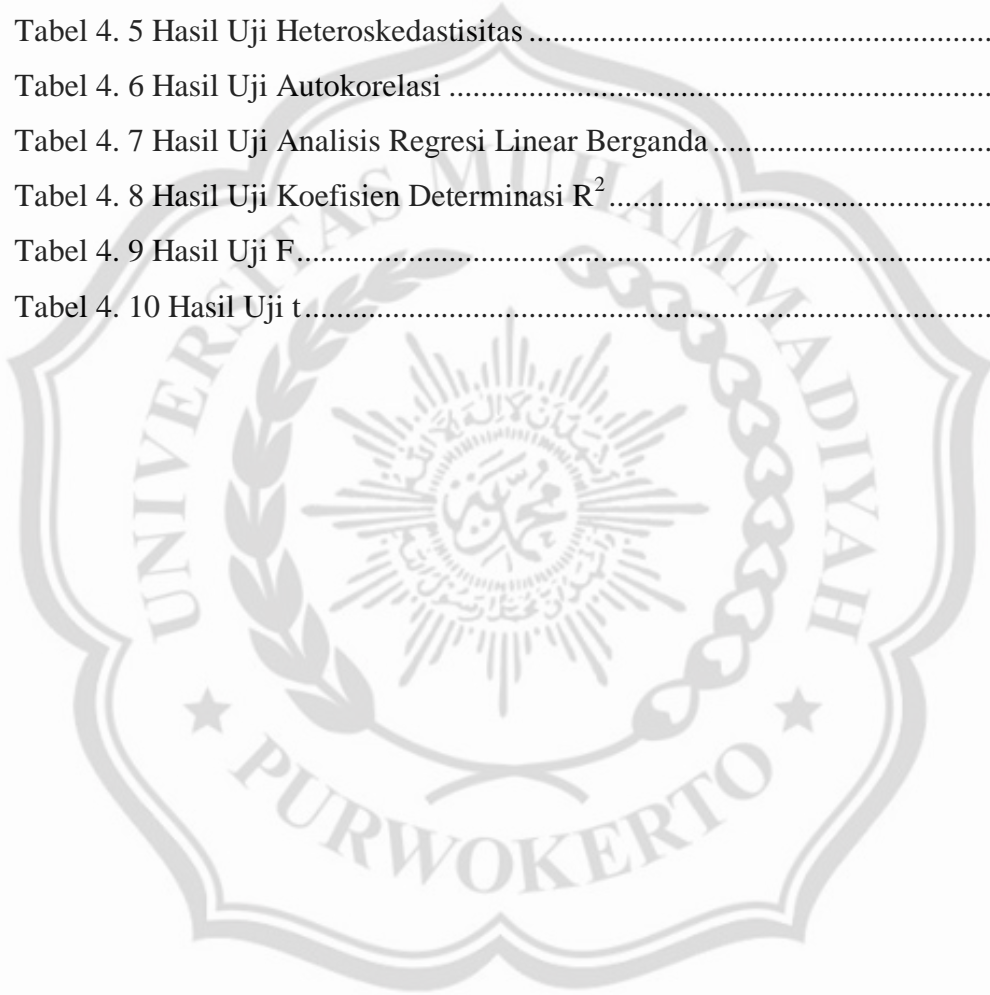 Tabel 4. 5 Hasil Uji Heteroskedastisitas ........................................................
Tabel 4. 6 Hasil Uji Autokorelasi ..................................................................
Tabel 4. 7 Hasil Uji Analisis Regresi Linear Berganda ..................................
Tabel 4. 8 Hasil Uji Koefisien Determinasi R² ...............................................
Tabel 4. 9 Hasil Uji F.....................................................................................
Tabel 4. 10 Hasil Uji t....................................................................................
UNIVERSITAS MUHAMMADIYAH
PURWOKERTO